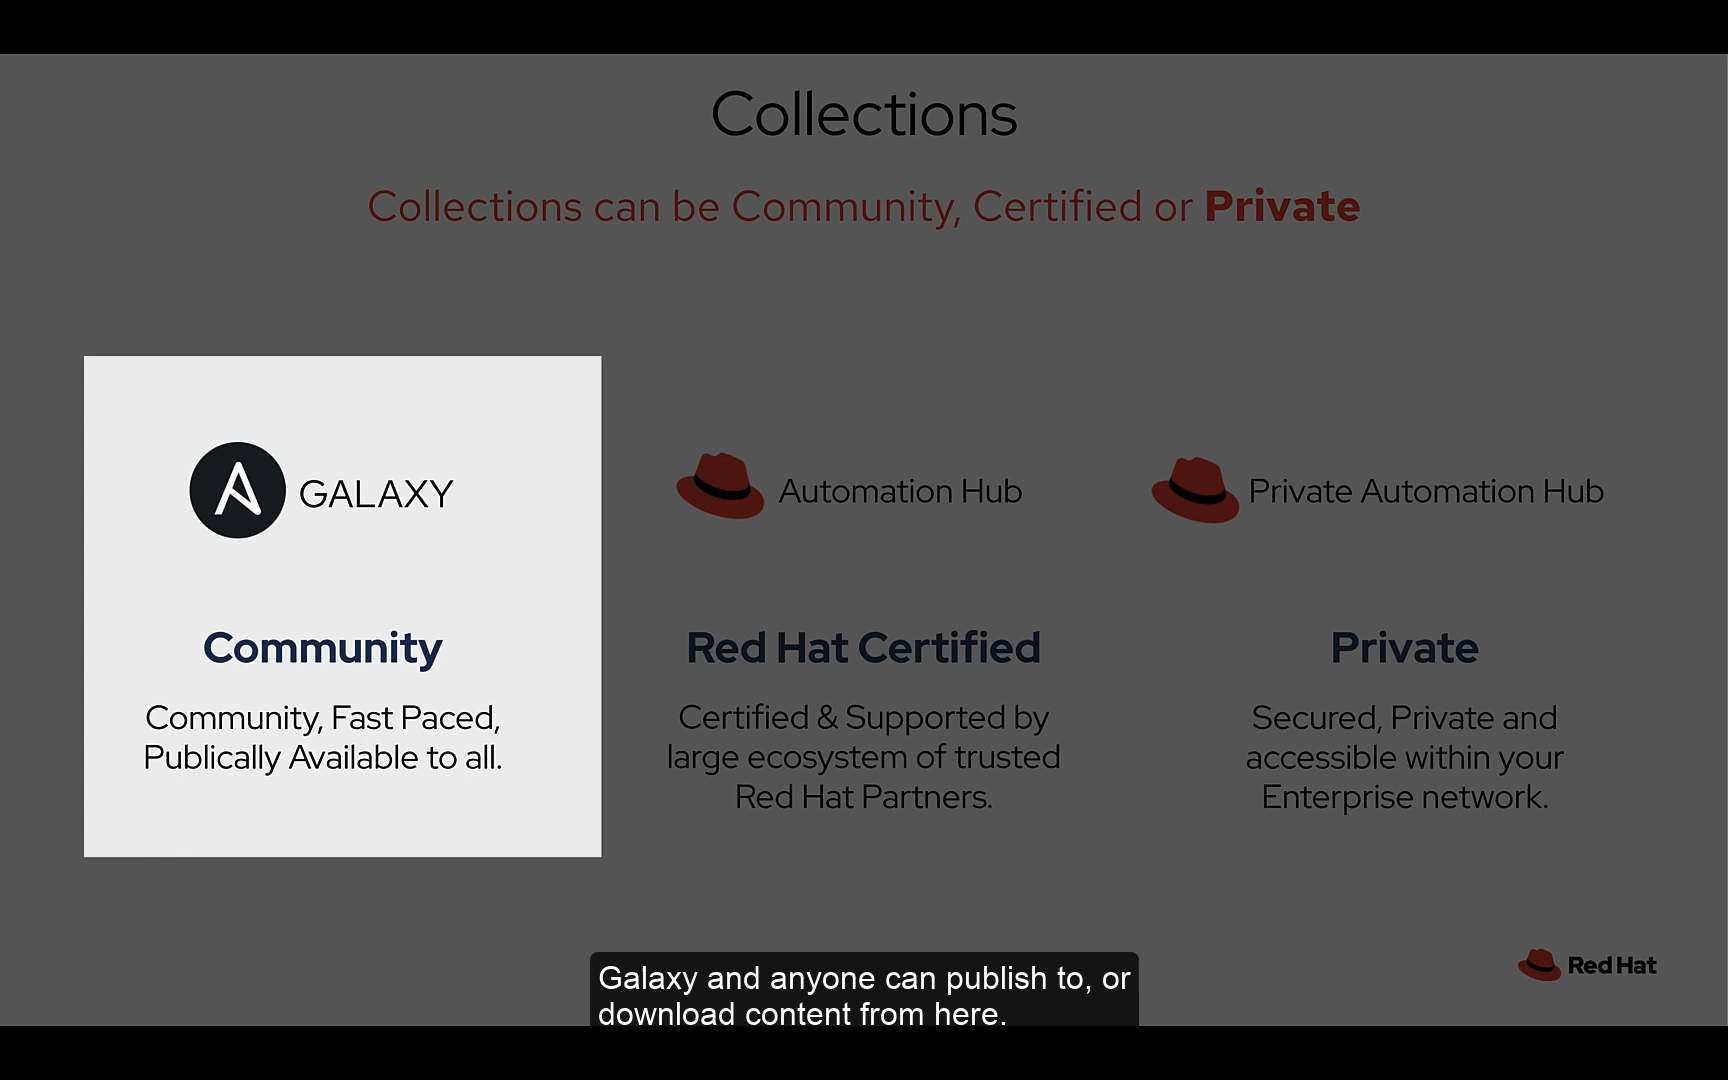 Collections
Collections can be Community, Certified or Private
GALAXY
Community
Community, Fast Paced,
Publically Available to all.
Automation Hub
Red Hat Certified
Certified & Supported by
large ecosystem of trusted
Red Hat Partners.
Private Automation Hub
Private
Secured, Private and
accessible within your
Enterprise network.
Red Hat
Galaxy and anyone can publish to, or
download content from here.